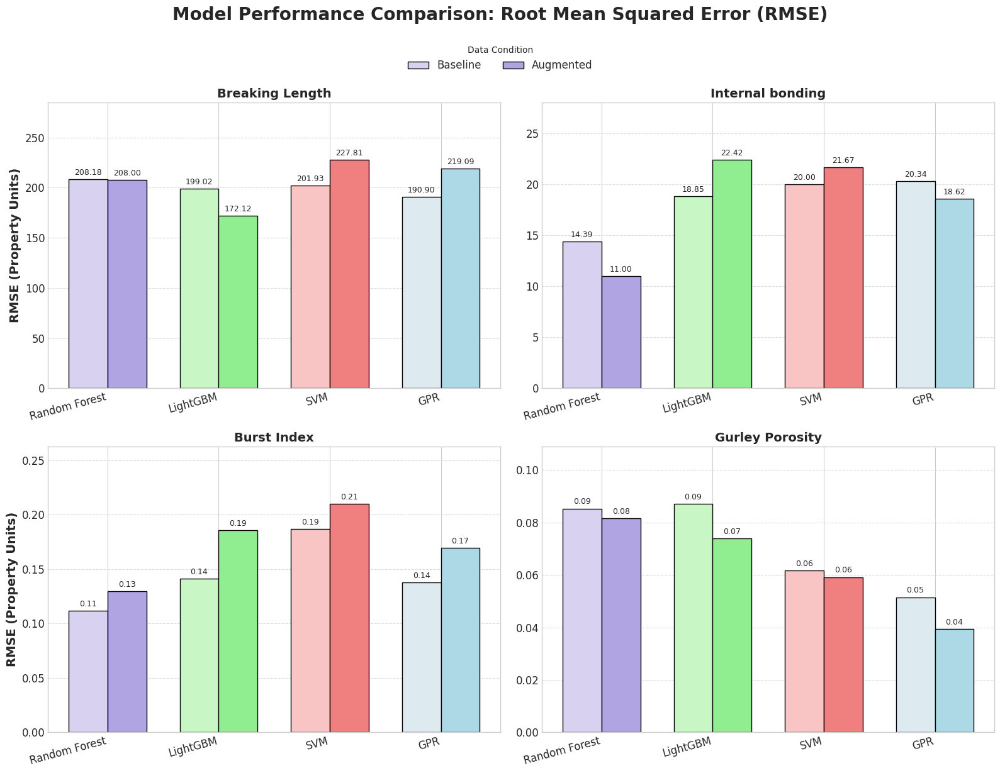 Model Performance Comparison: Root Mean Squared Error (RMSE)
Data Condition
Baseline Augmented
Breaking Length
RMSE (Property Units)
250
200
150
100
50
0
208.18 208.00 199.02 172.12 201.93 227.81 190.90 219.09
Random Forest LightGBM SVM GPR
Internal bonding
25
20
15
10
5
0
14.39 11.00 18.85 22.42 20.00 21.67 20.34 18.62
Random Forest LightGBM SVM GPR
Burst Index
RMSE (Property Units)
0.25
0.20
0.15
0.10
0.05
0.00
0.11 0.13 0.14 0.19 0.19 0.21 0.14 0.17
Random Forest LightGBM SVM GPR
Gurley Porosity
0.10
0.08
0.06
0.04
0.02
0.00
0.09 0.08 0.09 0.07 0.06 0.06 0.05 0.04
Random Forest LightGBM SVM GPR